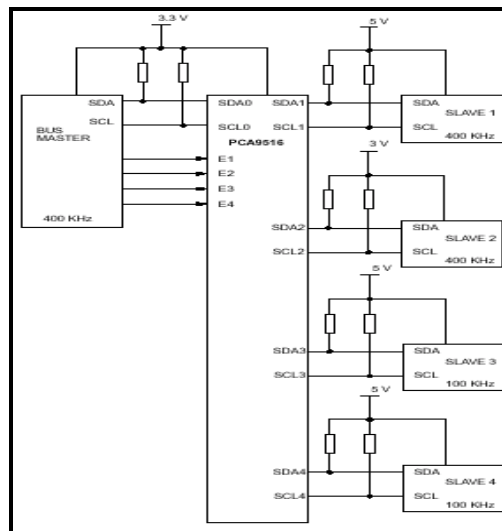 3.3 V
5 V
SDA SDA0 SDA1 SDA
SCL SCL0 SCL1 SCL
SLAVE 1
BUS
MASTER
PCA9516
400 KHz
E1
E2
E3
E4
400 KHz
3 V
SDA2 SDA
SCL2 SCL
SLAVE 2
400 KHz
5 V
SDA3 SDA
SCL3 SCL
SLAVE 3
100 KHz
5 V
SDA4 SDA
SCL4 SCL
SLAVE 4
100 KHz